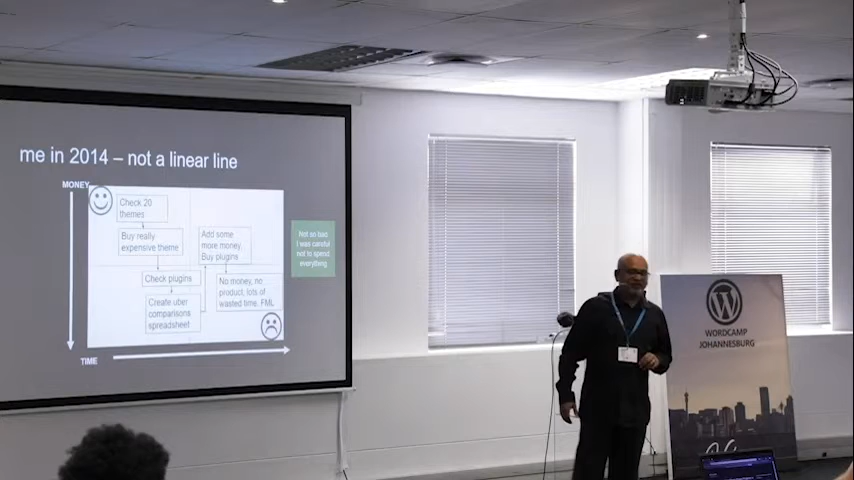 me in 2014 – not a linear line
MONEY
Check 20
themes
Buy really
expensive theme
Check plugins
Create uber
comparisons
spreadsheet
Add some
more money.
Buy plugins
No money, no
product, lots of
wasted time. FML
Not so bad
I was careful
not to spend
everything
TIME
WORDCAMP
JOHANNESBURG